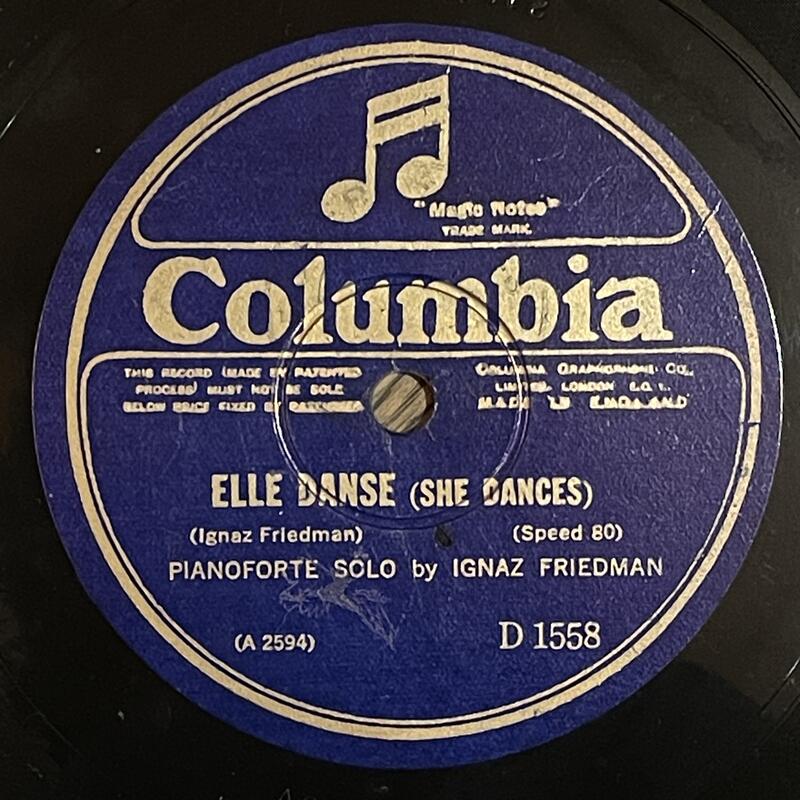 "Magic Notes"
TRADE MARK.
Columbia
THIS RECORD (MADE BY PATENTED
PROCESS) MUST NOT BE SOLD
BELOW PRICE FIXED BY PATENTEES
COLUMBIA GRAPHOPHONE CO.,
LIMITED, LONDON E.C.1.
MADE IN ENGLAND
ELLE DANSE (SHE DANCES)
(Ignaz Friedman) (Speed 80)
PIANOFORTE SOLO by IGNAZ FRIEDMAN
(A 2594) D 1558